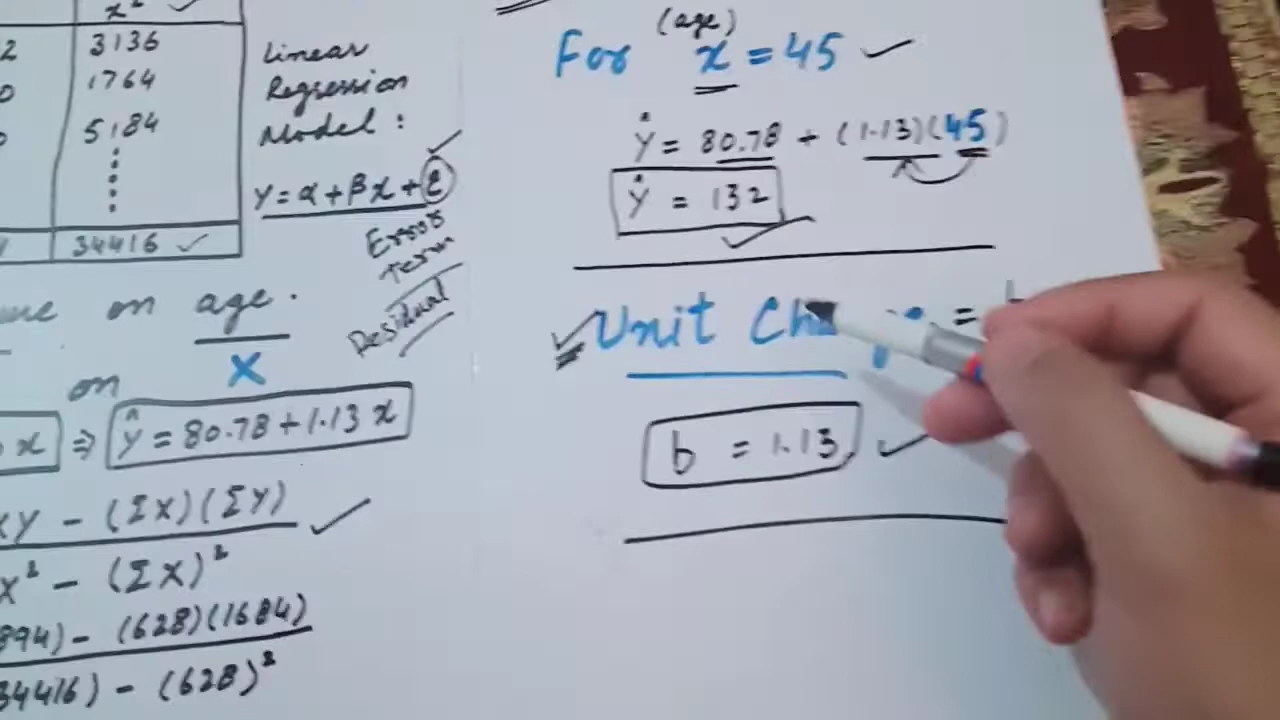 x² ✓
2 3136
0 1764
0 5184
34416 ✓
Linear
Regression
Model :
Y = α + βx + ε
Error
Term
Residual
on age.
X
on
x ⇒ ŷ = 80.78 + 1.13 x
XY - (ΣX)(ΣY) ✓
x² - (ΣX)²
894) - (628)(1684)
34416) - (628)²
(age)
For x = 45 ✓
Ŷ = 80.78 + (1.13)(45)
Ŷ = 132
✓ Unit =
b = 1.13 ✓